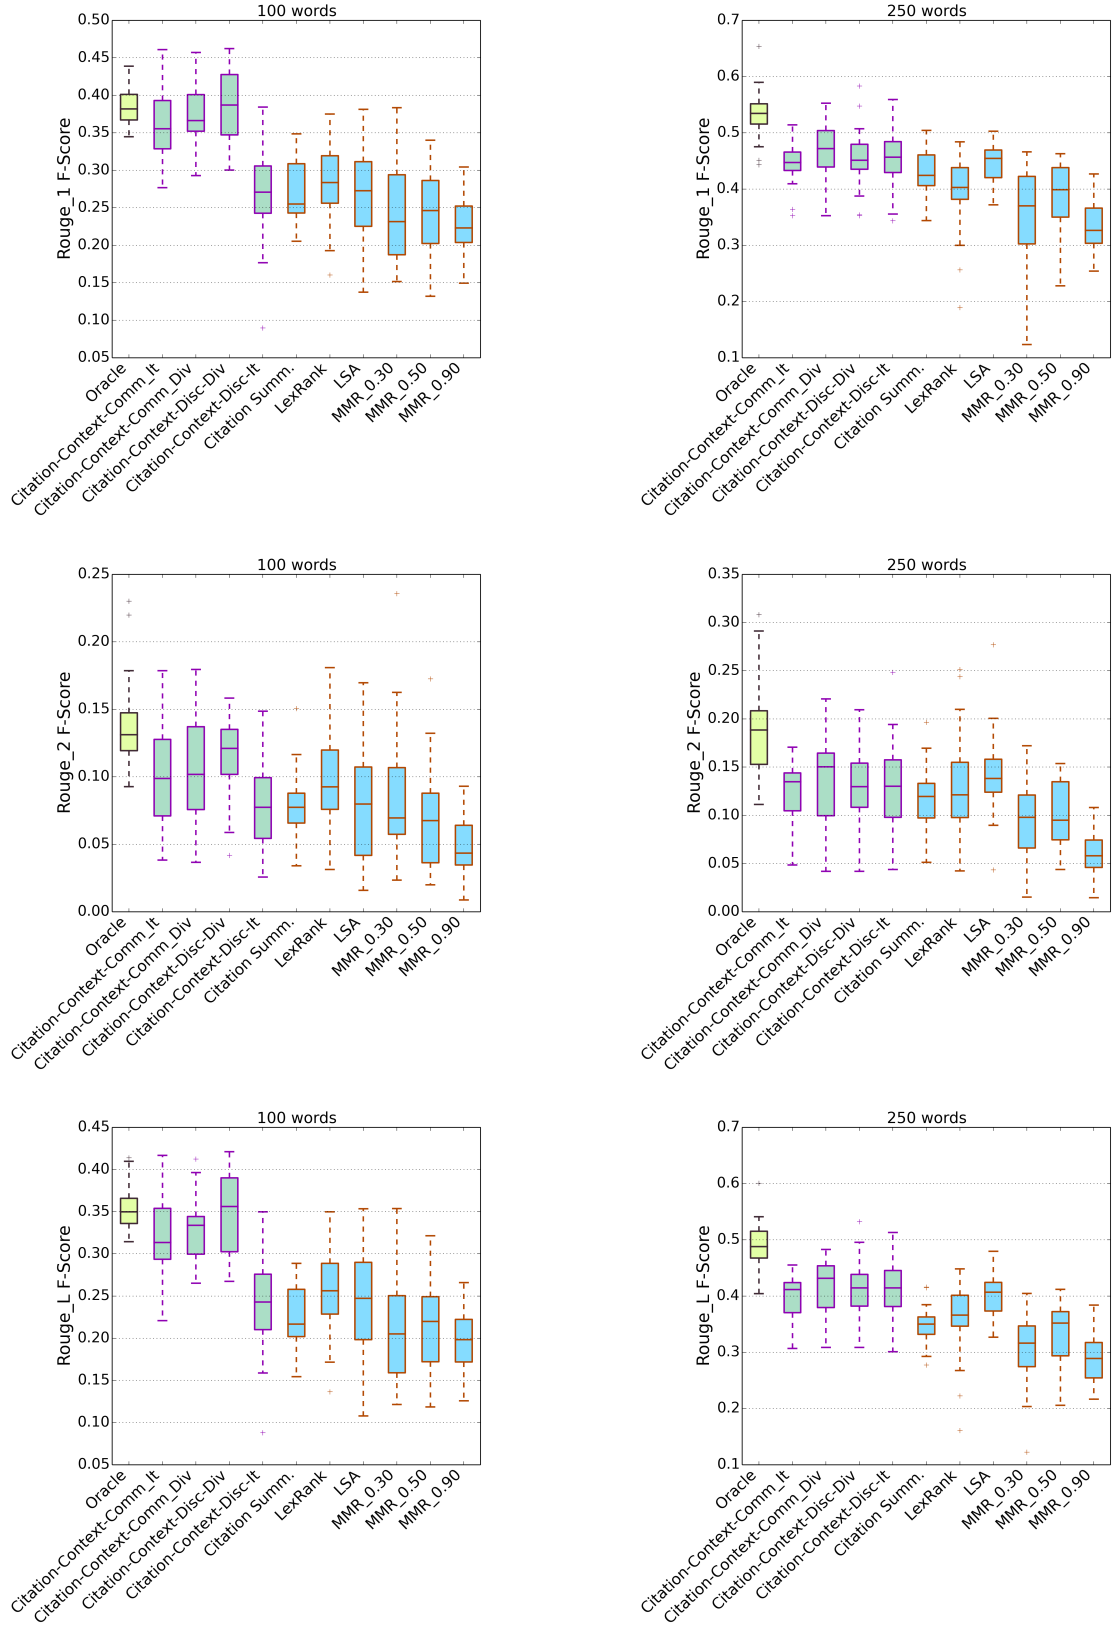 100 words
Rouge_1 F-Score
0.50
0.45
0.40
0.35
0.30
0.25
0.20
0.15
0.10
0.05
Oracle
Citation-Context-Comm_It
Citation-Context-Comm_Div
Citation-Context-Disc-Div
Citation-Context-Disc-It
Citation Summ.
LexRank
LSA
MMR_0.30
MMR_0.50
MMR_0.90
250 words
Rouge_1 F-Score
0.7
0.6
0.5
0.4
0.3
0.2
0.1
Oracle
Citation-Context-Comm_It
Citation-Context-Comm_Div
Citation-Context-Disc-Div
Citation-Context-Disc-It
Citation Summ.
LexRank
LSA
MMR_0.30
MMR_0.50
MMR_0.90
100 words
Rouge_2 F-Score
0.25
0.20
0.15
0.10
0.05
0.00
Oracle
Citation-Context-Comm_It
Citation-Context-Comm_Div
Citation-Context-Disc-Div
Citation-Context-Disc-It
Citation Summ.
LexRank
LSA
MMR_0.30
MMR_0.50
MMR_0.90
250 words
Rouge_2 F-Score
0.35
0.30
0.25
0.20
0.15
0.10
0.05
0.00
Oracle
Citation-Context-Comm_It
Citation-Context-Comm_Div
Citation-Context-Disc-Div
Citation-Context-Disc-It
Citation Summ.
LexRank
LSA
MMR_0.30
MMR_0.50
MMR_0.90
100 words
Rouge_L F-Score
0.45
0.40
0.35
0.30
0.25
0.20
0.15
0.10
0.05
Oracle
Citation-Context-Comm_It
Citation-Context-Comm_Div
Citation-Context-Disc-Div
Citation-Context-Disc-It
Citation Summ.
LexRank
LSA
MMR_0.30
MMR_0.50
MMR_0.90
250 words
Rouge_L F-Score
0.7
0.6
0.5
0.4
0.3
0.2
0.1
Oracle
Citation-Context-Comm_It
Citation-Context-Comm_Div
Citation-Context-Disc-Div
Citation-Context-Disc-It
Citation Summ.
LexRank
LSA
MMR_0.30
MMR_0.50
MMR_0.90